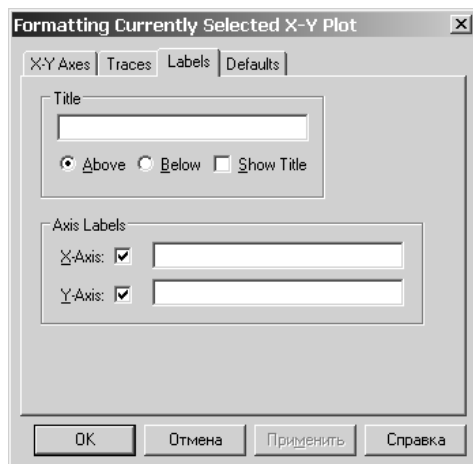 Formatting Currently Selected X-Y Plot
X-Y Axes Traces Labels Defaults
Title
Above Below Show Title
Axis Labels
X-Axis:
Y-Axis:
OK Отмена Применить Справка